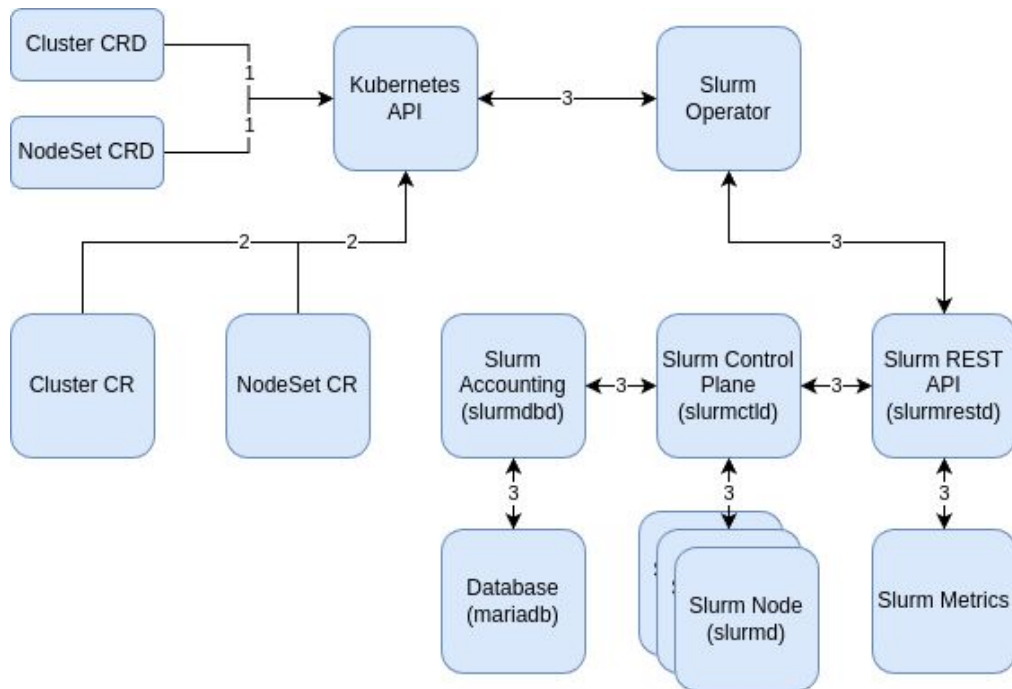 Cluster CRD
NodeSet CRD
1
1
Kubernetes
API
3
Slurm
Operator
2
2
3
Cluster CR
NodeSet CR
Slurm
Accounting
(slurmdbd)
3
Slurm Control
Plane
(slurmctld)
3
Slurm REST
API
(slurmrestd)
3
3
3
Database
(mariadb)
S
S
Slurm Node
(slurmd)
Slurm Metrics